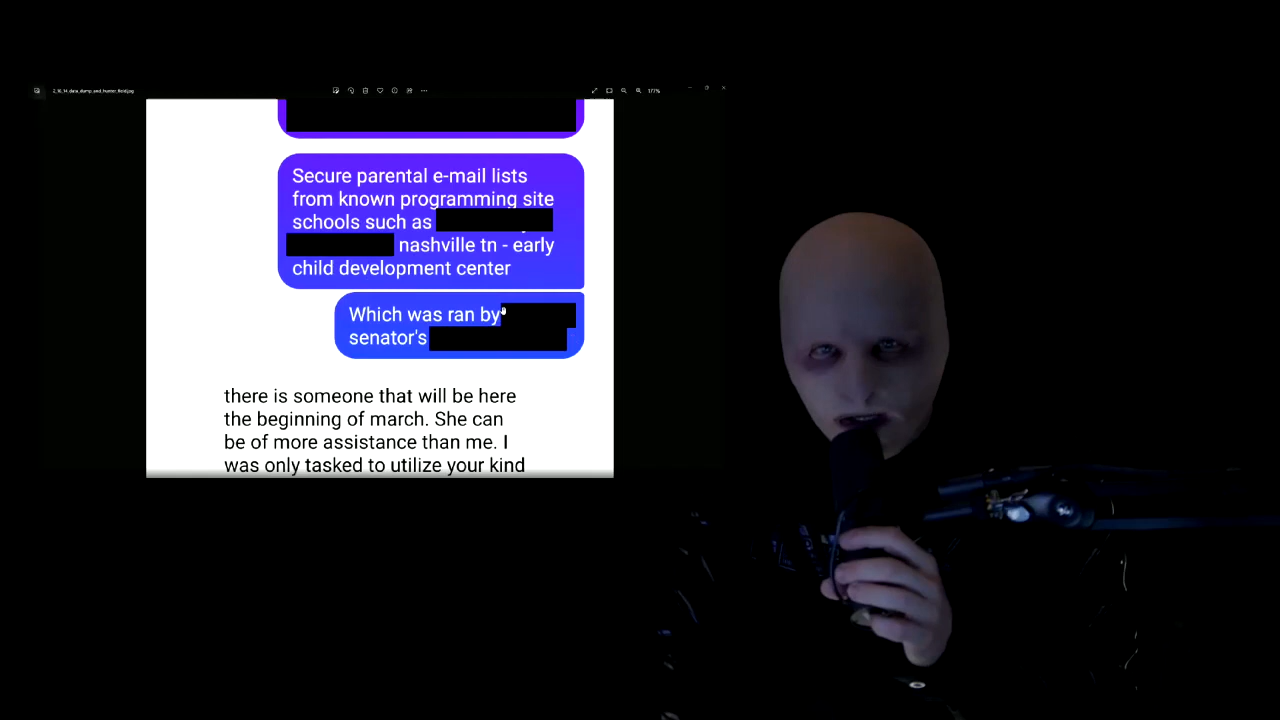 177%
Secure parental e-mail lists
from known programming site
schools such as
nashville tn - early
child development center
Which was ran by
senator's
there is someone that will be here
the beginning of march. She can
be of more assistance than me. I
was only tasked to utilize your kind